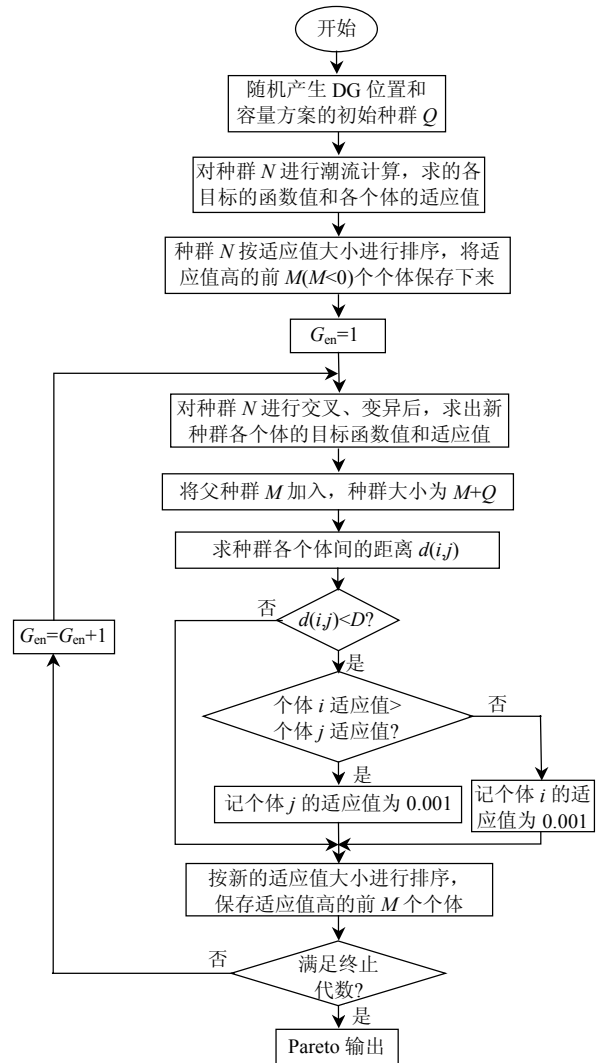 开始
随机产生 DG 位置和
容量方案的初始种群 Q
对种群 N 进行潮流计算，求的各
目标的函数值和各个体的适应值
种群 N 按适应值大小进行排序，将适
应值高的前 M(M<0)个个体保存下来
Gen=1
对种群 N 进行交叉、变异后，求出新
种群各个体的目标函数值和适应值
将父种群 M 加入，种群大小为 M+Q
求种群各个体间的距离 d(i,j)
否
d(i,j)<D?
Gen=Gen+1
是
个体 i 适应值>
个体 j 适应值?
否
是
记个体 j 的适应值为 0.001
记个体 i 的适
应值为 0.001
按新的适应值大小进行排序，
保存适应值高的前 M 个个体
否
满足终止
代数?
是
Pareto 输出